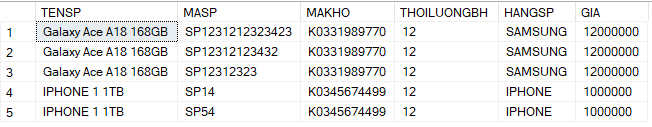 TENSP MASP MAKHO THOILUONGBH HANGSP GIA
1 Galaxy Ace A18 168GB SP1231212323423 K0331989770 12 SAMSUNG 12000000
2 Galaxy Ace A18 168GB SP12312123432 K0331989770 12 SAMSUNG 12000000
3 Galaxy Ace A18 168GB SP12312323 K0331989770 12 SAMSUNG 12000000
4 IPHONE 1 1TB SP14 K0345674499 12 IPHONE 1000000
5 IPHONE 1 1TB SP54 K0345674499 12 IPHONE 1000000